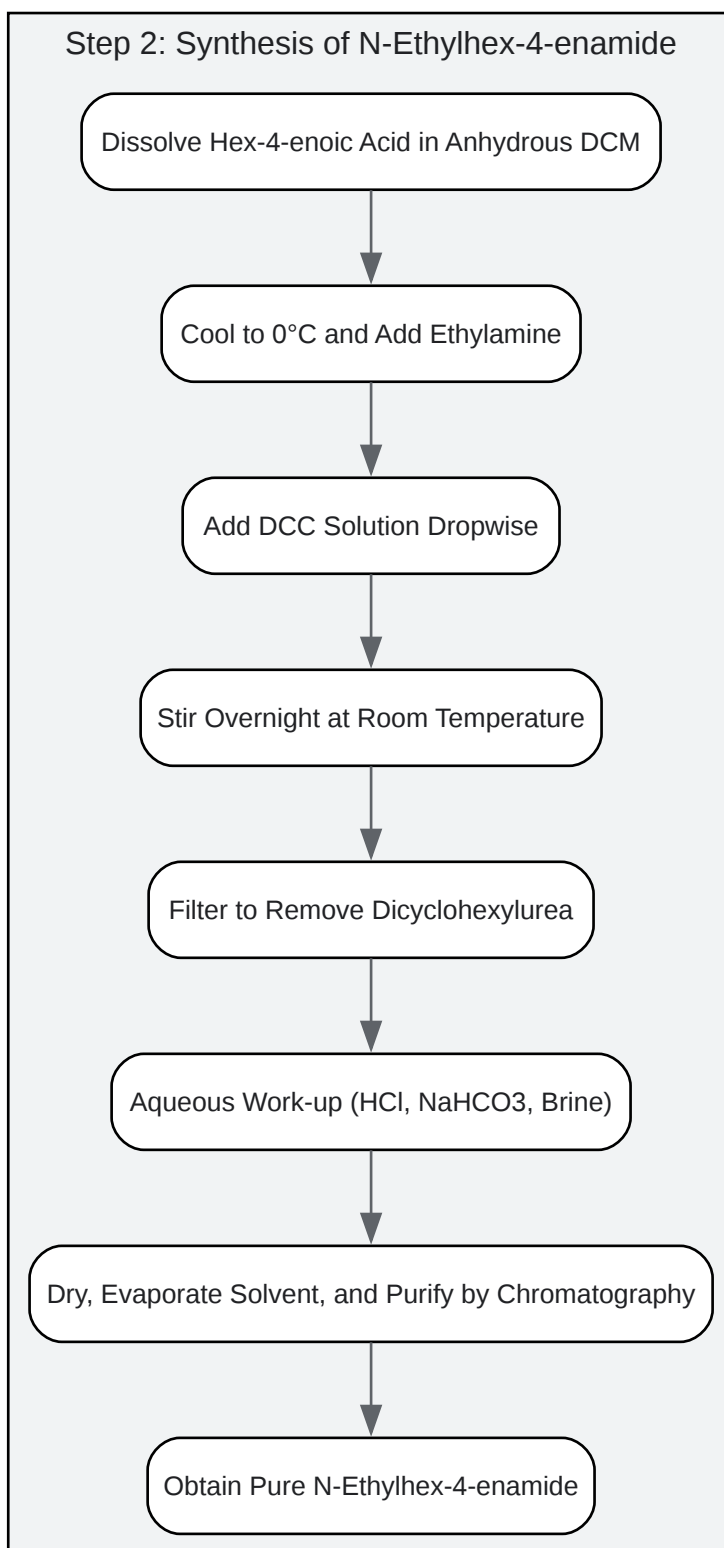 Step 2: Synthesis of N-Ethylhex-4-enamide
Dissolve Hex-4-enoic Acid in Anhydrous DCM
Cool to 0°C and Add Ethylamine
Add DCC Solution Dropwise
Stir Overnight at Room Temperature
Filter to Remove Dicyclohexylurea
Aqueous Work-up (HCl, NaHCO3, Brine)
Dry, Evaporate Solvent, and Purify by Chromatography
Obtain Pure N-Ethylhex-4-enamide